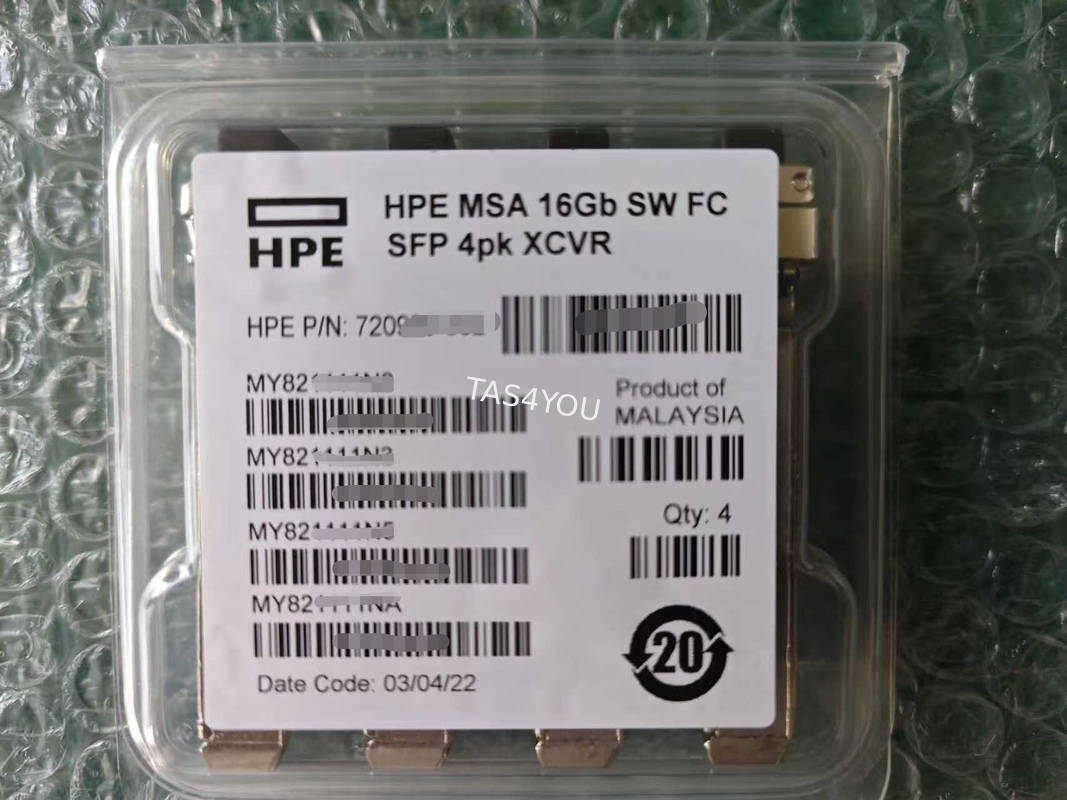 HPE
HPE MSA 16Gb SW FC
SFP 4pk XCVR
HPE P/N:
TAS4YOU
Product of
MALAYSIA
Qty: 4
20
Date Code: 03/04/22